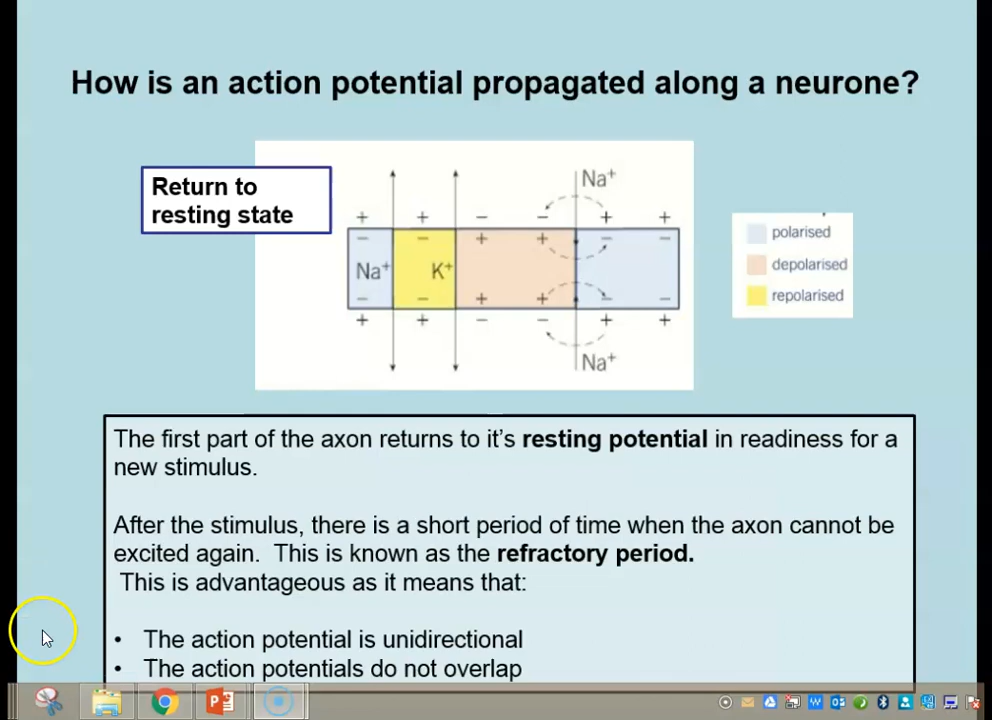 How is an action potential propagated along a neurone?
Return to
resting state
Na⁺
+ + − − + +
− − + + − −
Na⁺ K⁺
− − + + − −
+ + − − + +
Na⁺
polarised
depolarised
repolarised
The first part of the axon returns to it's resting potential in readiness for a
new stimulus.
After the stimulus, there is a short period of time when the axon cannot be
excited again. This is known as the refractory period.
This is advantageous as it means that:
• The action potential is unidirectional
• The action potentials do not overlap